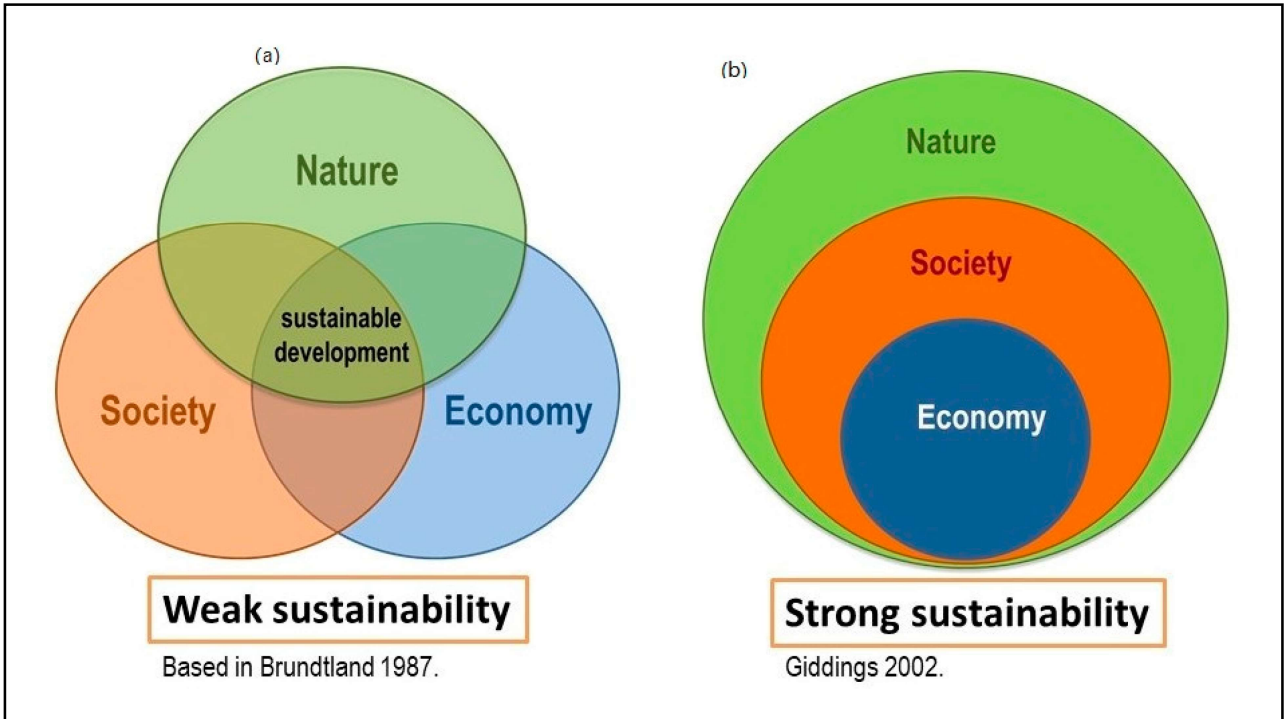 (a)
Nature
sustainable
development
Society
Economy
Weak sustainability
Based in Brundtland 1987.
(b)
Nature
Society
Economy
Strong sustainability
Giddings 2002.